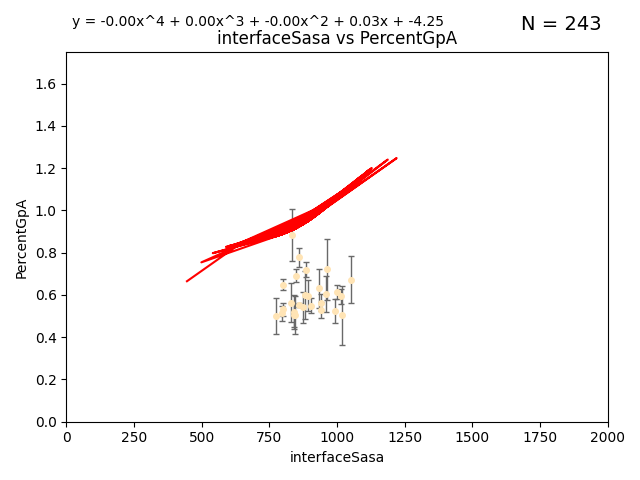 y = -0.00x^4 + 0.00x^3 + -0.00x^2 + 0.03x + -4.25
N = 243
interfaceSasa vs PercentGpA
PercentGpA
1.6
1.4
1.2
1.0
0.8
0.6
0.4
0.2
0.0
0 250 500 750 1000 1250 1500 1750 2000
interfaceSasa